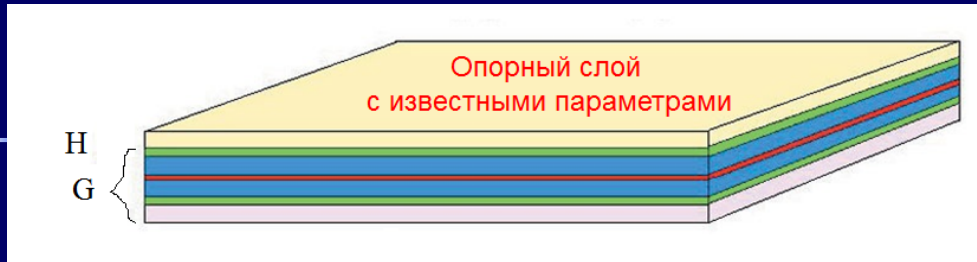 Опорный слой
с известными параметрами
H
G